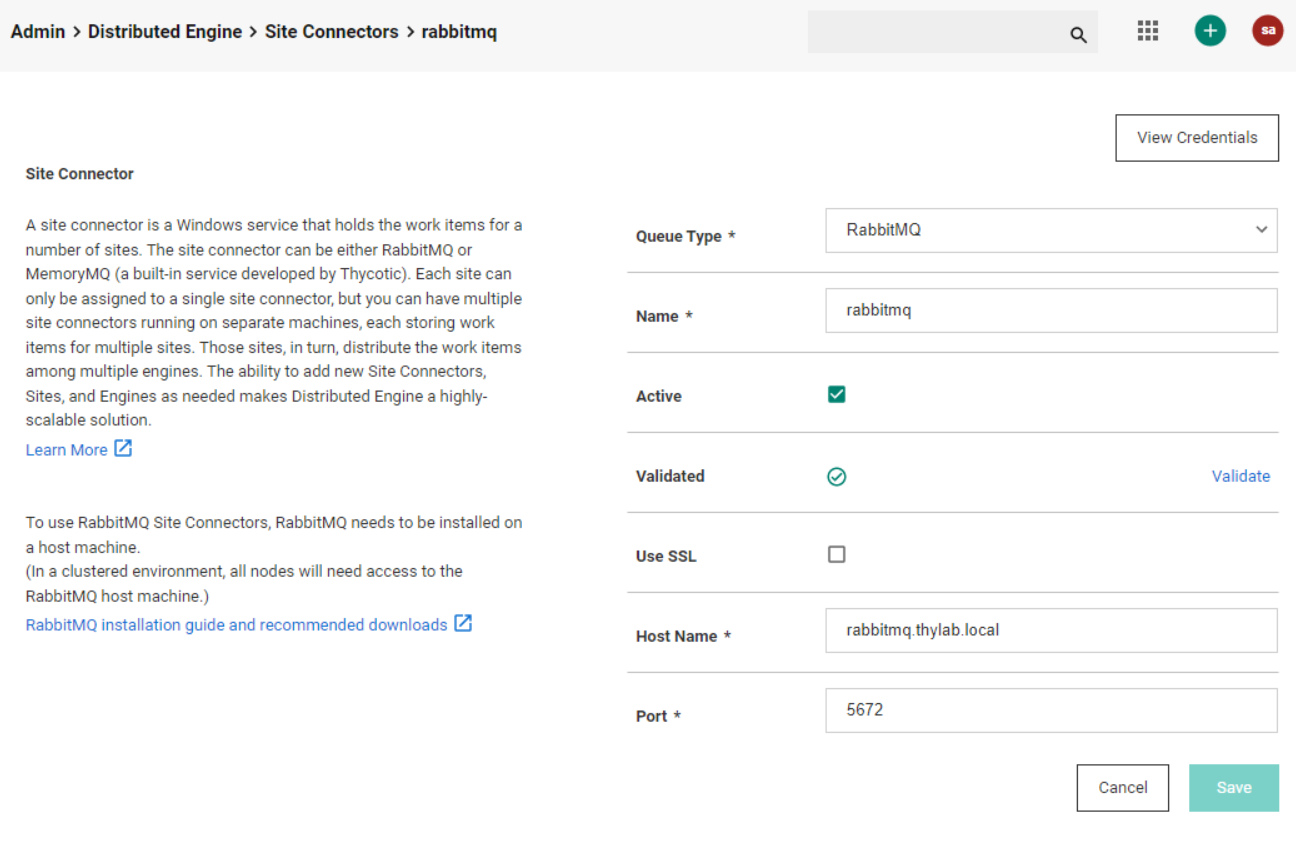 Admin > Distributed Engine > Site Connectors > rabbitmq
sa
View Credentials
Site Connector
A site connector is a Windows service that holds the work items for a
number of sites. The site connector can be either RabbitMQ or
MemoryMQ (a built-in service developed by Thycotic). Each site can
only be assigned to a single site connector, but you can have multiple
site connectors running on separate machines, each storing work
items for multiple sites. Those sites, in turn, distribute the work items
among multiple engines. The ability to add new Site Connectors,
Sites, and Engines as needed makes Distributed Engine a highly-
scalable solution.
Learn More
To use RabbitMQ Site Connectors, RabbitMQ needs to be installed on
a host machine.
(In a clustered environment, all nodes will need access to the
RabbitMQ host machine.)
RabbitMQ installation guide and recommended downloads
Queue Type * RabbitMQ
Name * rabbitmq
Active
Validated Validate
Use SSL
Host Name * rabbitmq.thylab.local
Port * 5672
Cancel Save